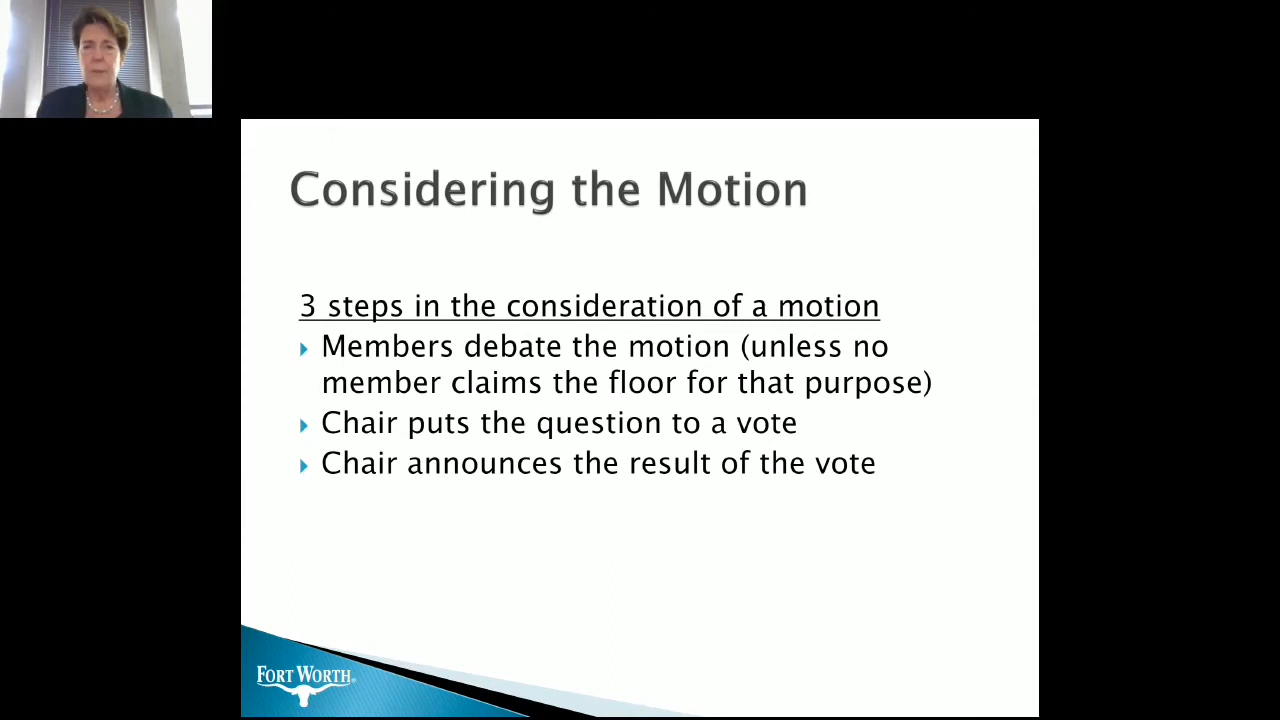 Considering the Motion
3 steps in the consideration of a motion
Members debate the motion (unless no
member claims the floor for that purpose)
Chair puts the question to a vote
Chair announces the result of the vote
FORT WORTH®